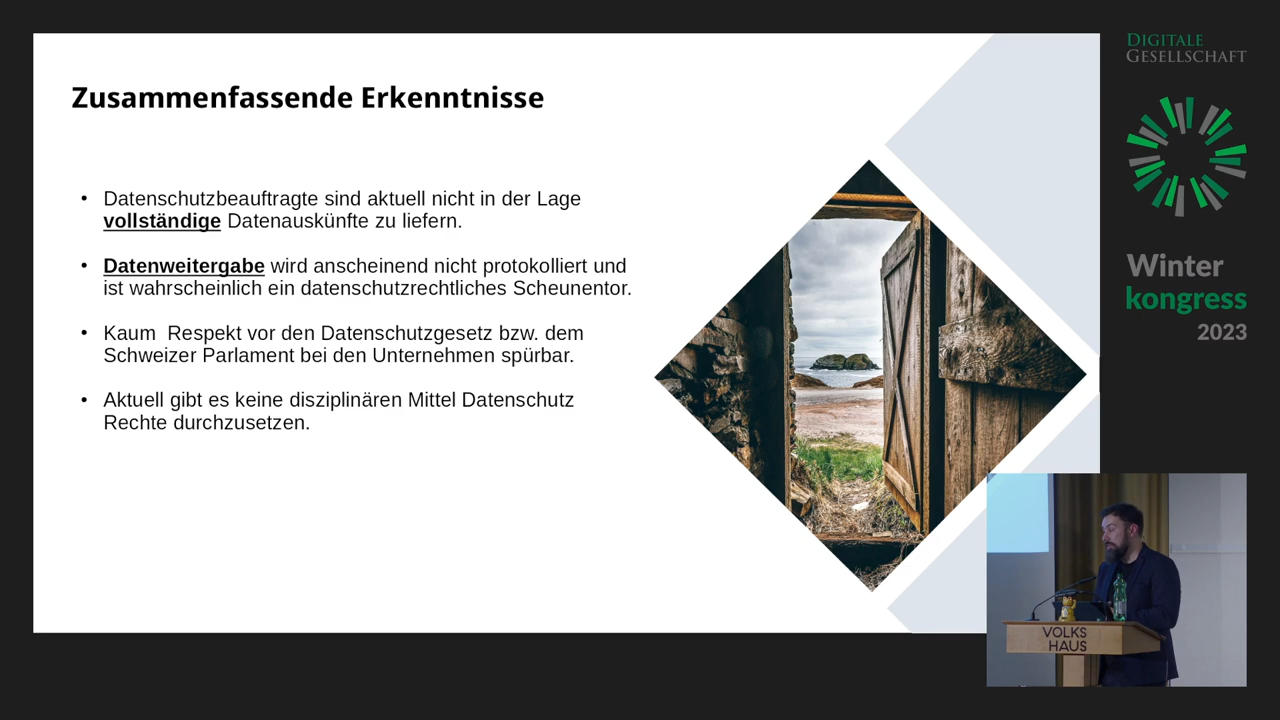 Zusammenfassende Erkenntnisse
• Datenschutzbeauftragte sind aktuell nicht in der Lage
vollständige Datenauskünfte zu liefern.
• Datenweitergabe wird anscheinend nicht protokolliert und
ist wahrscheinlich ein datenschutzrechtliches Scheunentor.
• Kaum  Respekt vor den Datenschutzgesetz bzw. dem
Schweizer Parlament bei den Unternehmen spürbar.
• Aktuell gibt es keine disziplinären Mittel Datenschutz
Rechte durchzusetzen.
DIGITALE
GESELLSCHAFT
Winter
kongress
2023
VOLKS
HAUS